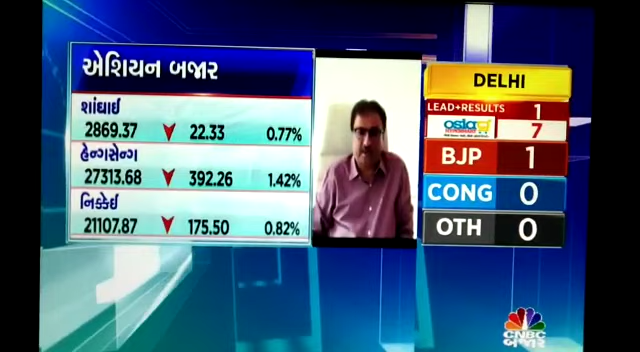 એશિયન બજાર
શાંઘાઈ
2869.37 22.33 0.77%
હેન્ગસેન્ગ
27313.68 392.26 1.42%
નિક્કેઈ
21107.87 175.50 0.82%
DELHI
LEAD+RESULTS 1
osia 7
BJP 1
CONG 0
OTH 0
CNBC
બજાર